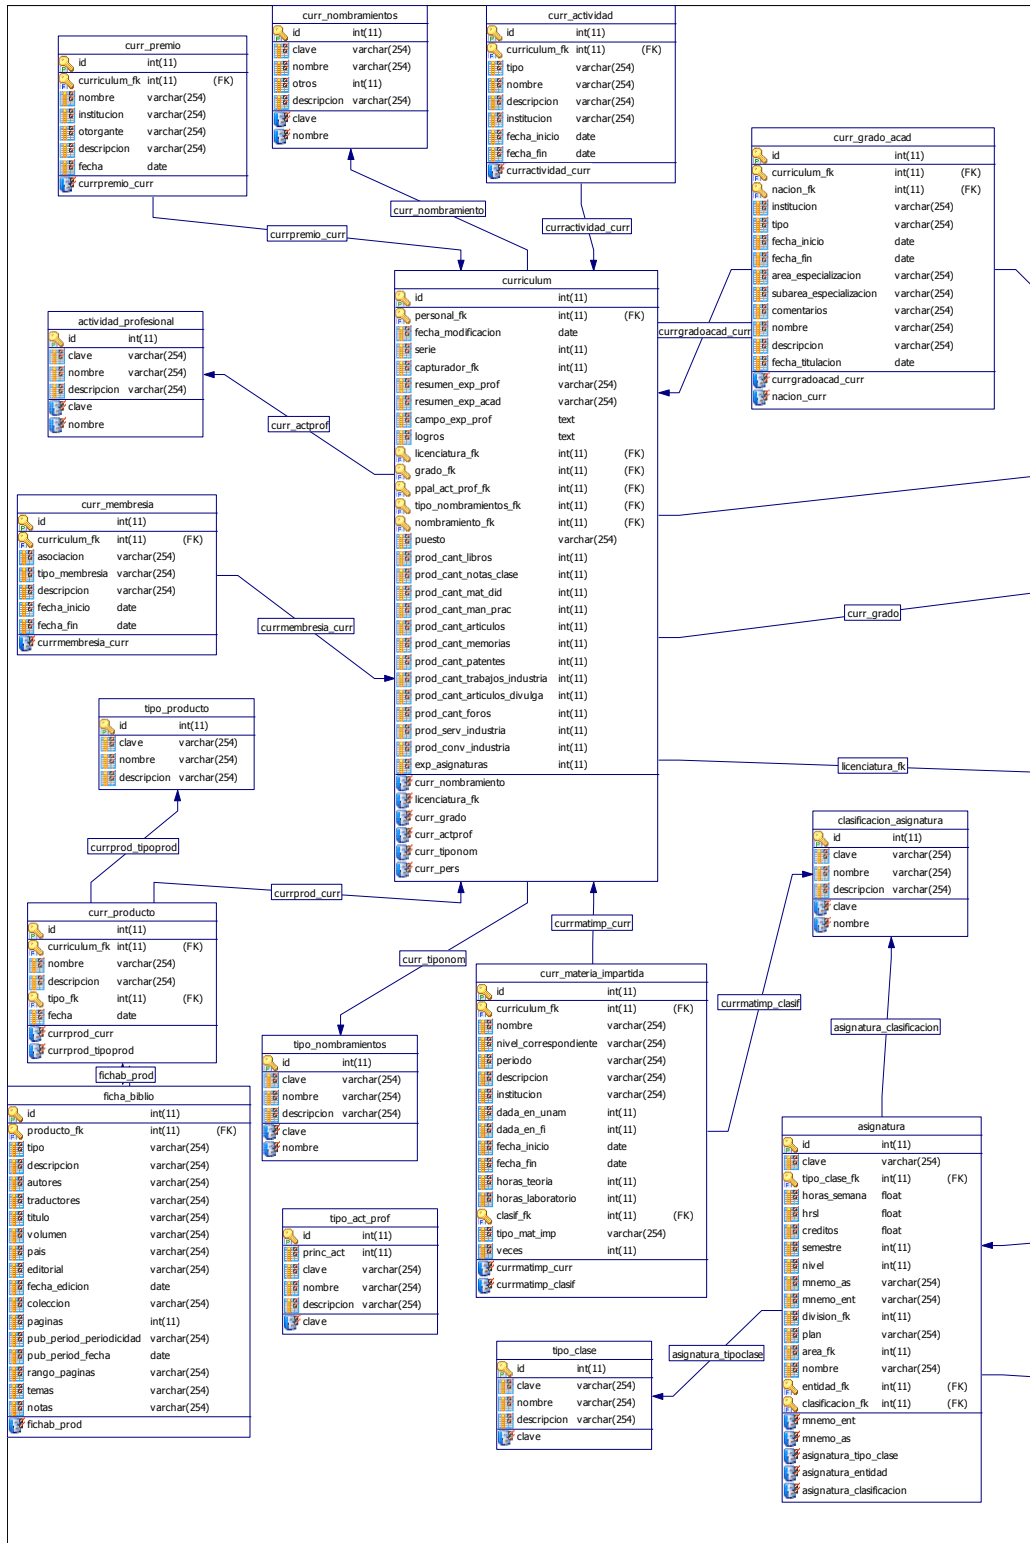 curr_nombramientos
id int(11)
clave varchar(254)
nombre varchar(254)
otros int(11)
descripcion varchar(254)
clave
nombre
curr_actividad
id int(11)
curriculum_fk int(11) (FK)
tipo varchar(254)
nombre varchar(254)
descripcion varchar(254)
institucion varchar(254)
fecha_inicio date
fecha_fin date
curractividad_curr
curr_premio
id int(11)
curriculum_fk int(11) (FK)
nombre varchar(254)
institucion varchar(254)
otorgante varchar(254)
descripcion varchar(254)
fecha date
currpremio_curr
curr_grado_acad
id int(11)
curriculum_fk int(11) (FK)
nacion_fk int(11) (FK)
institucion varchar(254)
tipo varchar(254)
fecha_inicio date
fecha_fin date
area_especializacion varchar(254)
subarea_especializacion varchar(254)
comentarios varchar(254)
nombre varchar(254)
descripcion varchar(254)
fecha_titulacion date
currgradoacad_curr
nacion_curr
curr_nombramiento
currpremio_curr
curractividad_curr
currgradoacad_curr
curriculum
id int(11)
personal_fk int(11) (FK)
fecha_modificacion date
serie int(11)
capturador_fk int(11)
resumen_exp_prof varchar(254)
resumen_exp_acad varchar(254)
campo_exp_prof text
logros text
licenciatura_fk int(11) (FK)
grado_fk int(11) (FK)
ppal_act_prof_fk int(11) (FK)
tipo_nombramientos_fk int(11) (FK)
nombramiento_fk int(11) (FK)
puesto varchar(254)
prod_cant_libros int(11)
prod_cant_notas_clase int(11)
prod_cant_mat_did int(11)
prod_cant_man_prac int(11)
prod_cant_articulos int(11)
prod_cant_memorias int(11)
prod_cant_patentes int(11)
prod_cant_trabajos_industria int(11)
prod_cant_articulos_divulga int(11)
prod_cant_foros int(11)
prod_serv_industria int(11)
prod_conv_industria int(11)
exp_asignaturas int(11)
curr_nombramiento
licenciatura_fk
curr_grado
curr_actprof
curr_tiponom
curr_pers
actividad_profesional
id int(11)
clave varchar(254)
nombre varchar(254)
descripcion varchar(254)
clave
nombre
curr_actprof
curr_membresia
id int(11)
curriculum_fk int(11) (FK)
asociacion varchar(254)
tipo_membresia varchar(254)
descripcion varchar(254)
fecha_inicio date
fecha_fin date
currmembresia_curr
currmembresia_curr
curr_grado
licenciatura_fk
tipo_producto
id int(11)
clave varchar(254)
nombre varchar(254)
descripcion varchar(254)
currprod_tipoprod
currprod_curr
clasificacion_asignatura
id int(11)
clave varchar(254)
nombre varchar(254)
descripcion varchar(254)
clave
nombre
curr_producto
id int(11)
curriculum_fk int(11) (FK)
nombre varchar(254)
descripcion varchar(254)
tipo_fk int(11) (FK)
fecha date
currprod_curr
currprod_tipoprod
currmatimp_curr
curr_tiponom
currmatimp_clasif
asignatura_clasificacion
curr_materia_impartida
id int(11)
curriculum_fk int(11) (FK)
nombre varchar(254)
nivel_correspondiente varchar(254)
periodo varchar(254)
descripcion varchar(254)
institucion varchar(254)
dada_en_unam int(11)
dada_en_fi int(11)
fecha_inicio date
fecha_fin date
horas_teoria int(11)
horas_laboratorio int(11)
clasif_fk int(11) (FK)
tipo_mat_imp varchar(254)
veces int(11)
currmatimp_curr
currmatimp_clasif
tipo_nombramientos
id int(11)
clave varchar(254)
nombre varchar(254)
descripcion varchar(254)
clave
nombre
fichab_prod
ficha_biblio
id int(11)
producto_fk int(11) (FK)
tipo varchar(254)
descripcion varchar(254)
autores varchar(254)
traductores varchar(254)
titulo varchar(254)
volumen varchar(254)
pais varchar(254)
editorial varchar(254)
fecha_edicion date
coleccion varchar(254)
paginas int(11)
pub_period_periodicidad varchar(254)
pub_period_fecha date
rango_paginas varchar(254)
temas varchar(254)
notas varchar(254)
fichab_prod
asignatura
id int(11)
clave varchar(254)
tipo_clase_fk int(11) (FK)
horas_semana float
hrsl float
creditos float
semestre int(11)
nivel int(11)
mnemo_as varchar(254)
mnemo_ent varchar(254)
division_fk int(11)
plan varchar(254)
area_fk int(11)
nombre varchar(254)
entidad_fk int(11) (FK)
clasificacion_fk int(11) (FK)
mnemo_ent
mnemo_as
asignatura_tipo_clase
asignatura_entidad
asignatura_clasificacion
tipo_act_prof
id int(11)
princ_act int(11)
clave varchar(254)
nombre varchar(254)
descripcion varchar(254)
clave
asignatura_tipoclase
tipo_clase
id int(11)
clave varchar(254)
nombre varchar(254)
descripcion varchar(254)
clave